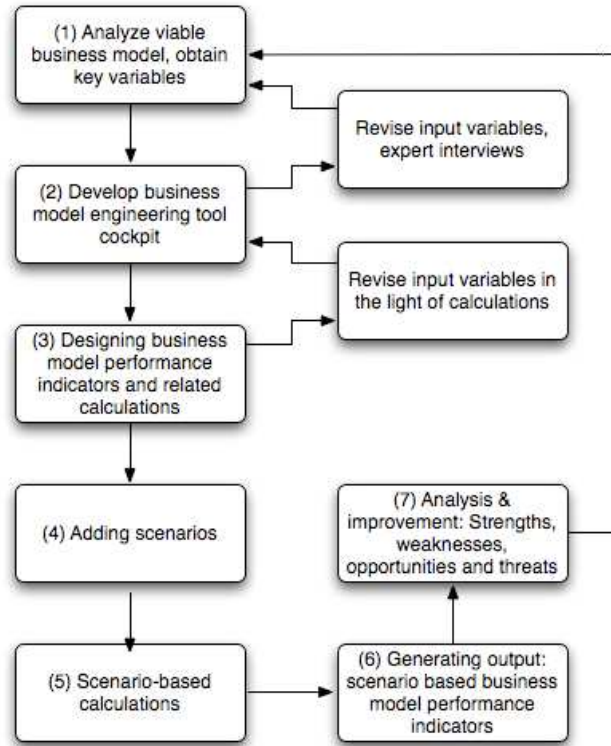 (1) Analyze viable
business model, obtain
key variables
Revise input variables,
expert interviews
(2) Develop business
model engineering tool
cockpit
Revise input variables in
the light of calculations
(3) Designing business
model performance
indicators and related
calculations
(4) Adding scenarios
(7) Analysis &
improvement: Strengths,
weaknesses,
opportunities and threats
(5) Scenario-based
calculations
(6) Generating output:
scenario based business
model performance
indicators